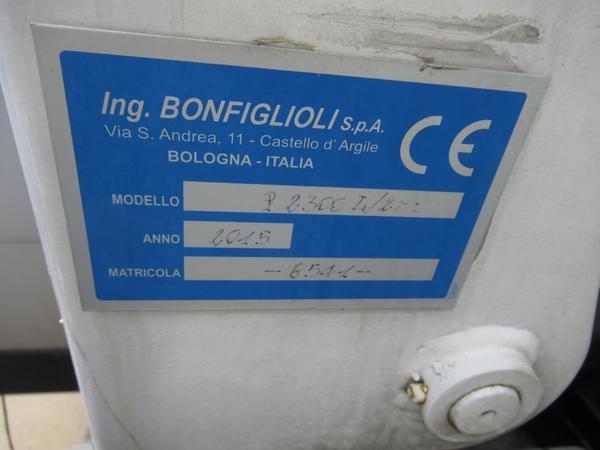 Ing. BONFIGLIOLI S.p.A.
Via S. Andrea, 11 - Castello d'Argile
BOLOGNA - ITALIA
CE
MODELLO
ANNO 2015
MATRICOLA - 6541 -